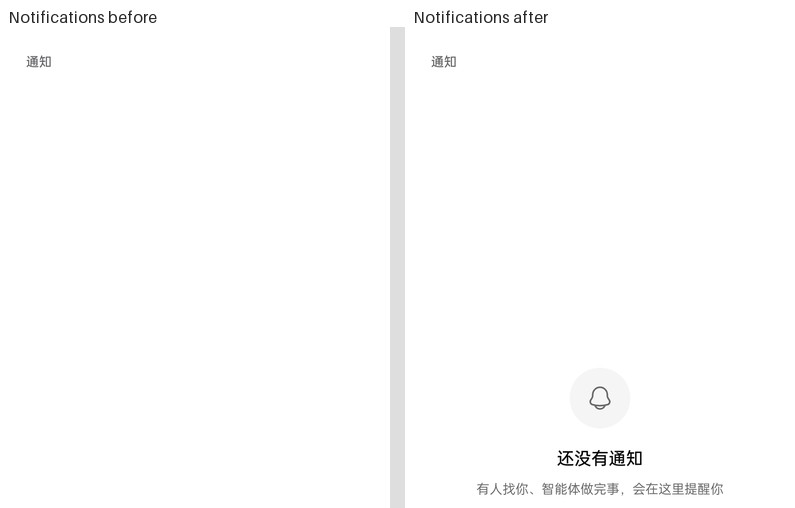 Notifications before
Notifications after
通知
通知
还没有通知
有人找你、智能体做完事，会在这里提醒你